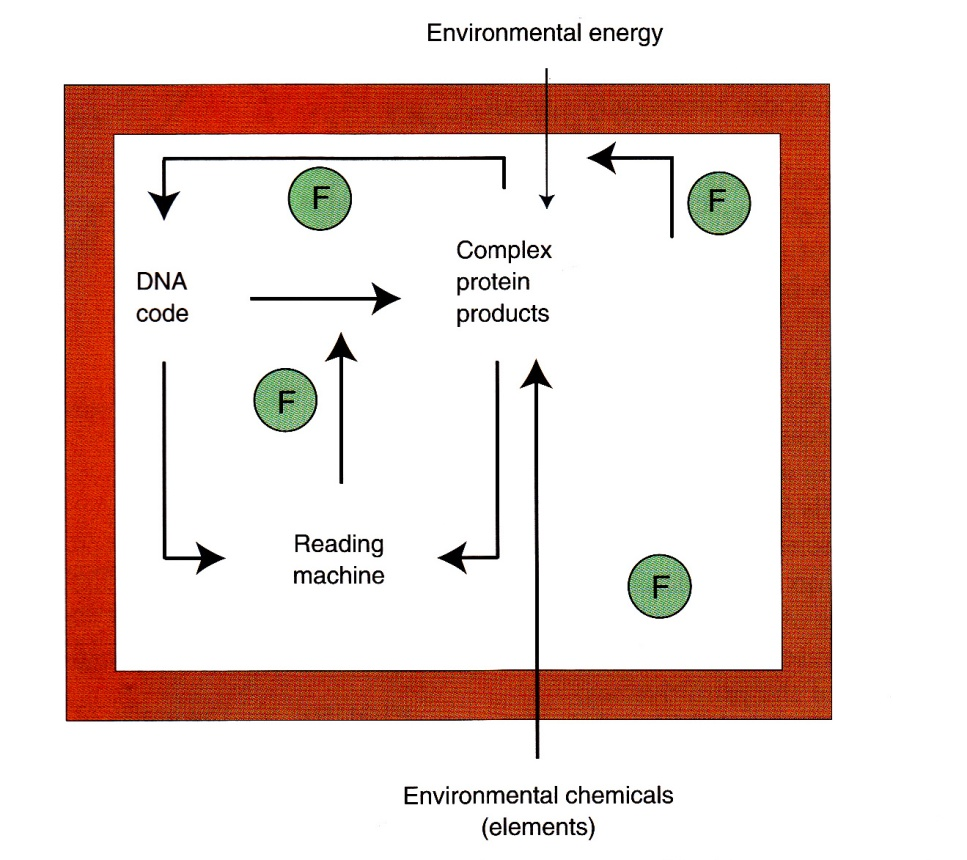 Environmental energy
F
F
Complex
protein
products
DNA
code
F
Reading
machine
F
Environmental chemicals
(elements)